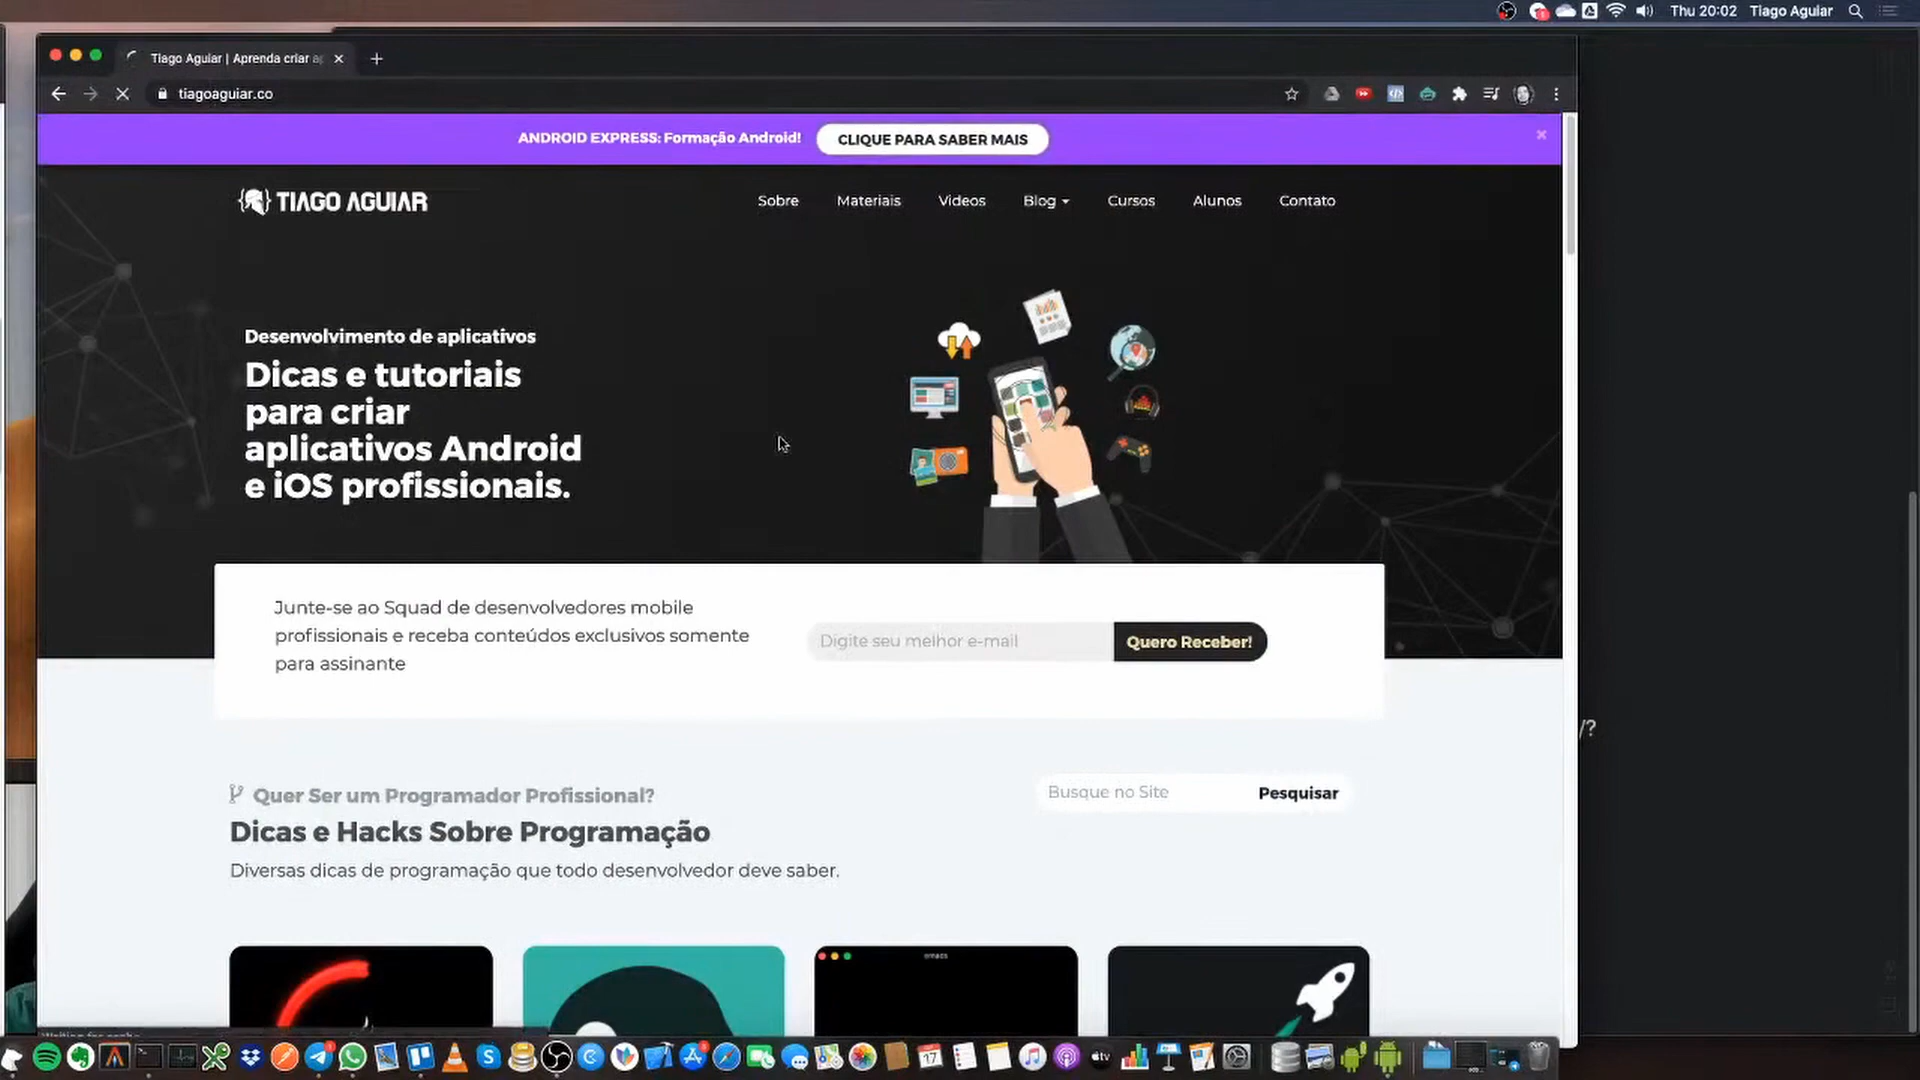 Thu 20:02 Tiago Aguiar
Tiago Aguiar | Aprenda criar a
tiagoaguiar.co
ANDROID EXPRESS: Formação Android! CLIQUE PARA SABER MAIS
TIAGO AGUIAR
Sobre Materiais Videos Blog Cursos Alunos Contato
Desenvolvimento de aplicativos
Dicas e tutoriais
para criar
aplicativos Android
e iOS profissionais.
Junte-se ao Squad de desenvolvedores mobile
profissionais e receba conteúdos exclusivos somente
para assinante
Digite seu melhor e-mail Quero Receber!
/?
Quer Ser um Programador Profissional?
Busque no Site Pesquisar
Dicas e Hacks Sobre Programação
Diversas dicas de programação que todo desenvolvedor deve saber.
emacs
17
tv